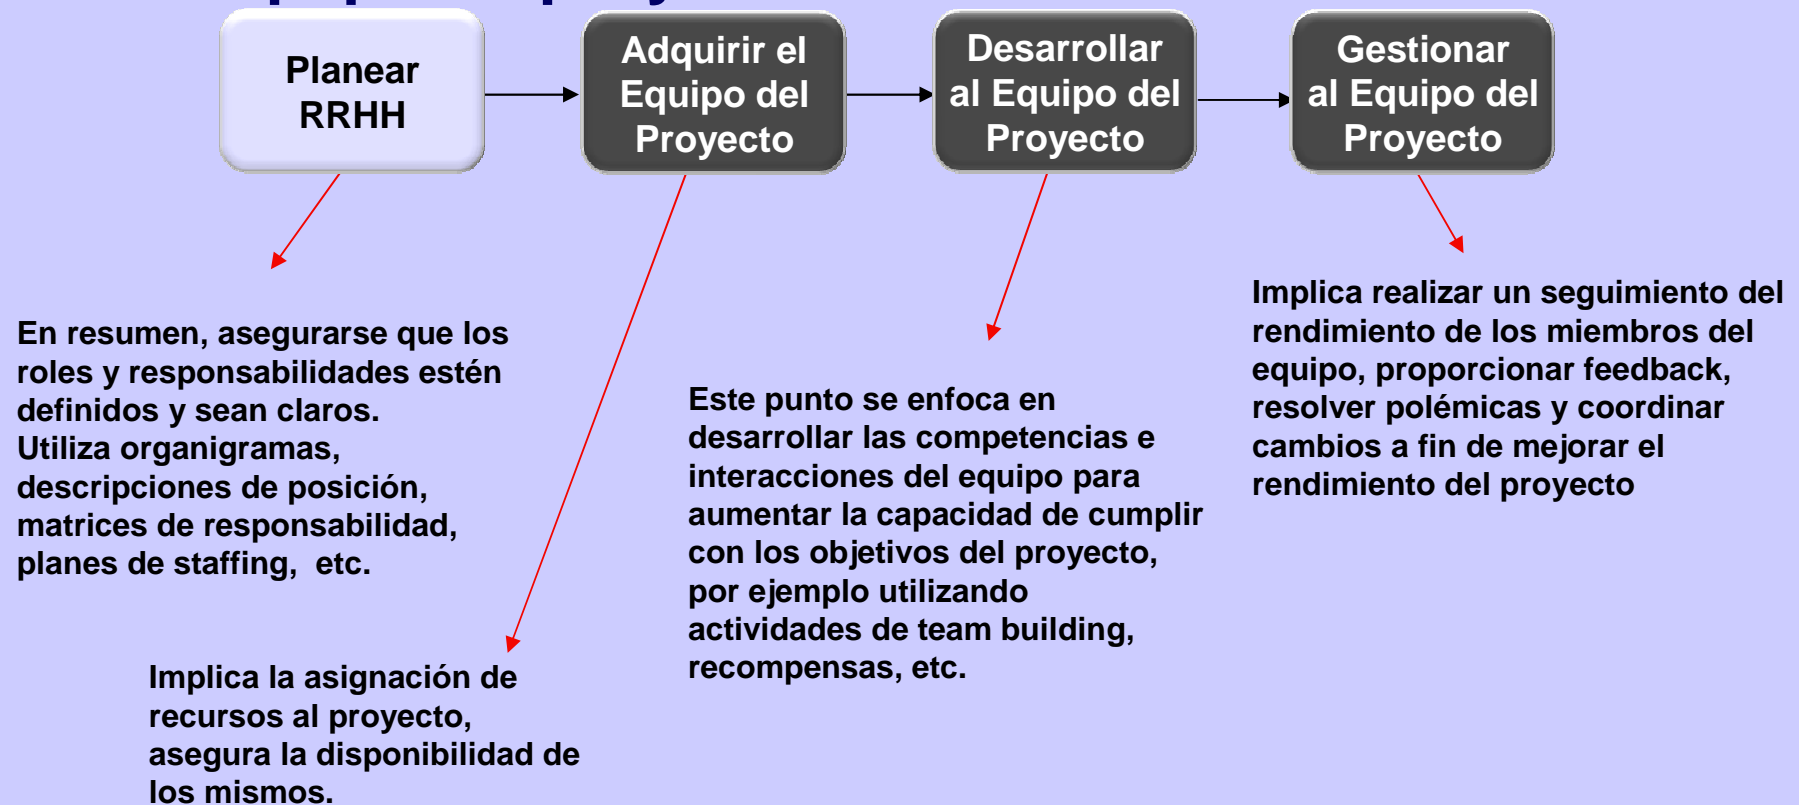 Planear
RRHH
Adquirir el
Equipo del
Proyecto
Desarrollar
al Equipo del
Proyecto
Gestionar
al Equipo del
Proyecto
En resumen, asegurarse que los
roles y responsabilidades estén
definidos y sean claros.
Utiliza organigramas,
descripciones de posición,
matrices de responsabilidad,
planes de staffing, etc.
Implica la asignación de
recursos al proyecto,
asegura la disponibilidad de
los mismos.
Este punto se enfoca en
desarrollar las competencias e
interacciones del equipo para
aumentar la capacidad de cumplir
con los objetivos del proyecto,
por ejemplo utilizando
actividades de team building,
recompensas, etc.
Implica realizar un seguimiento del
rendimiento de los miembros del
equipo, proporcionar feedback,
resolver polémicas y coordinar
cambios a fin de mejorar el
rendimiento del proyecto